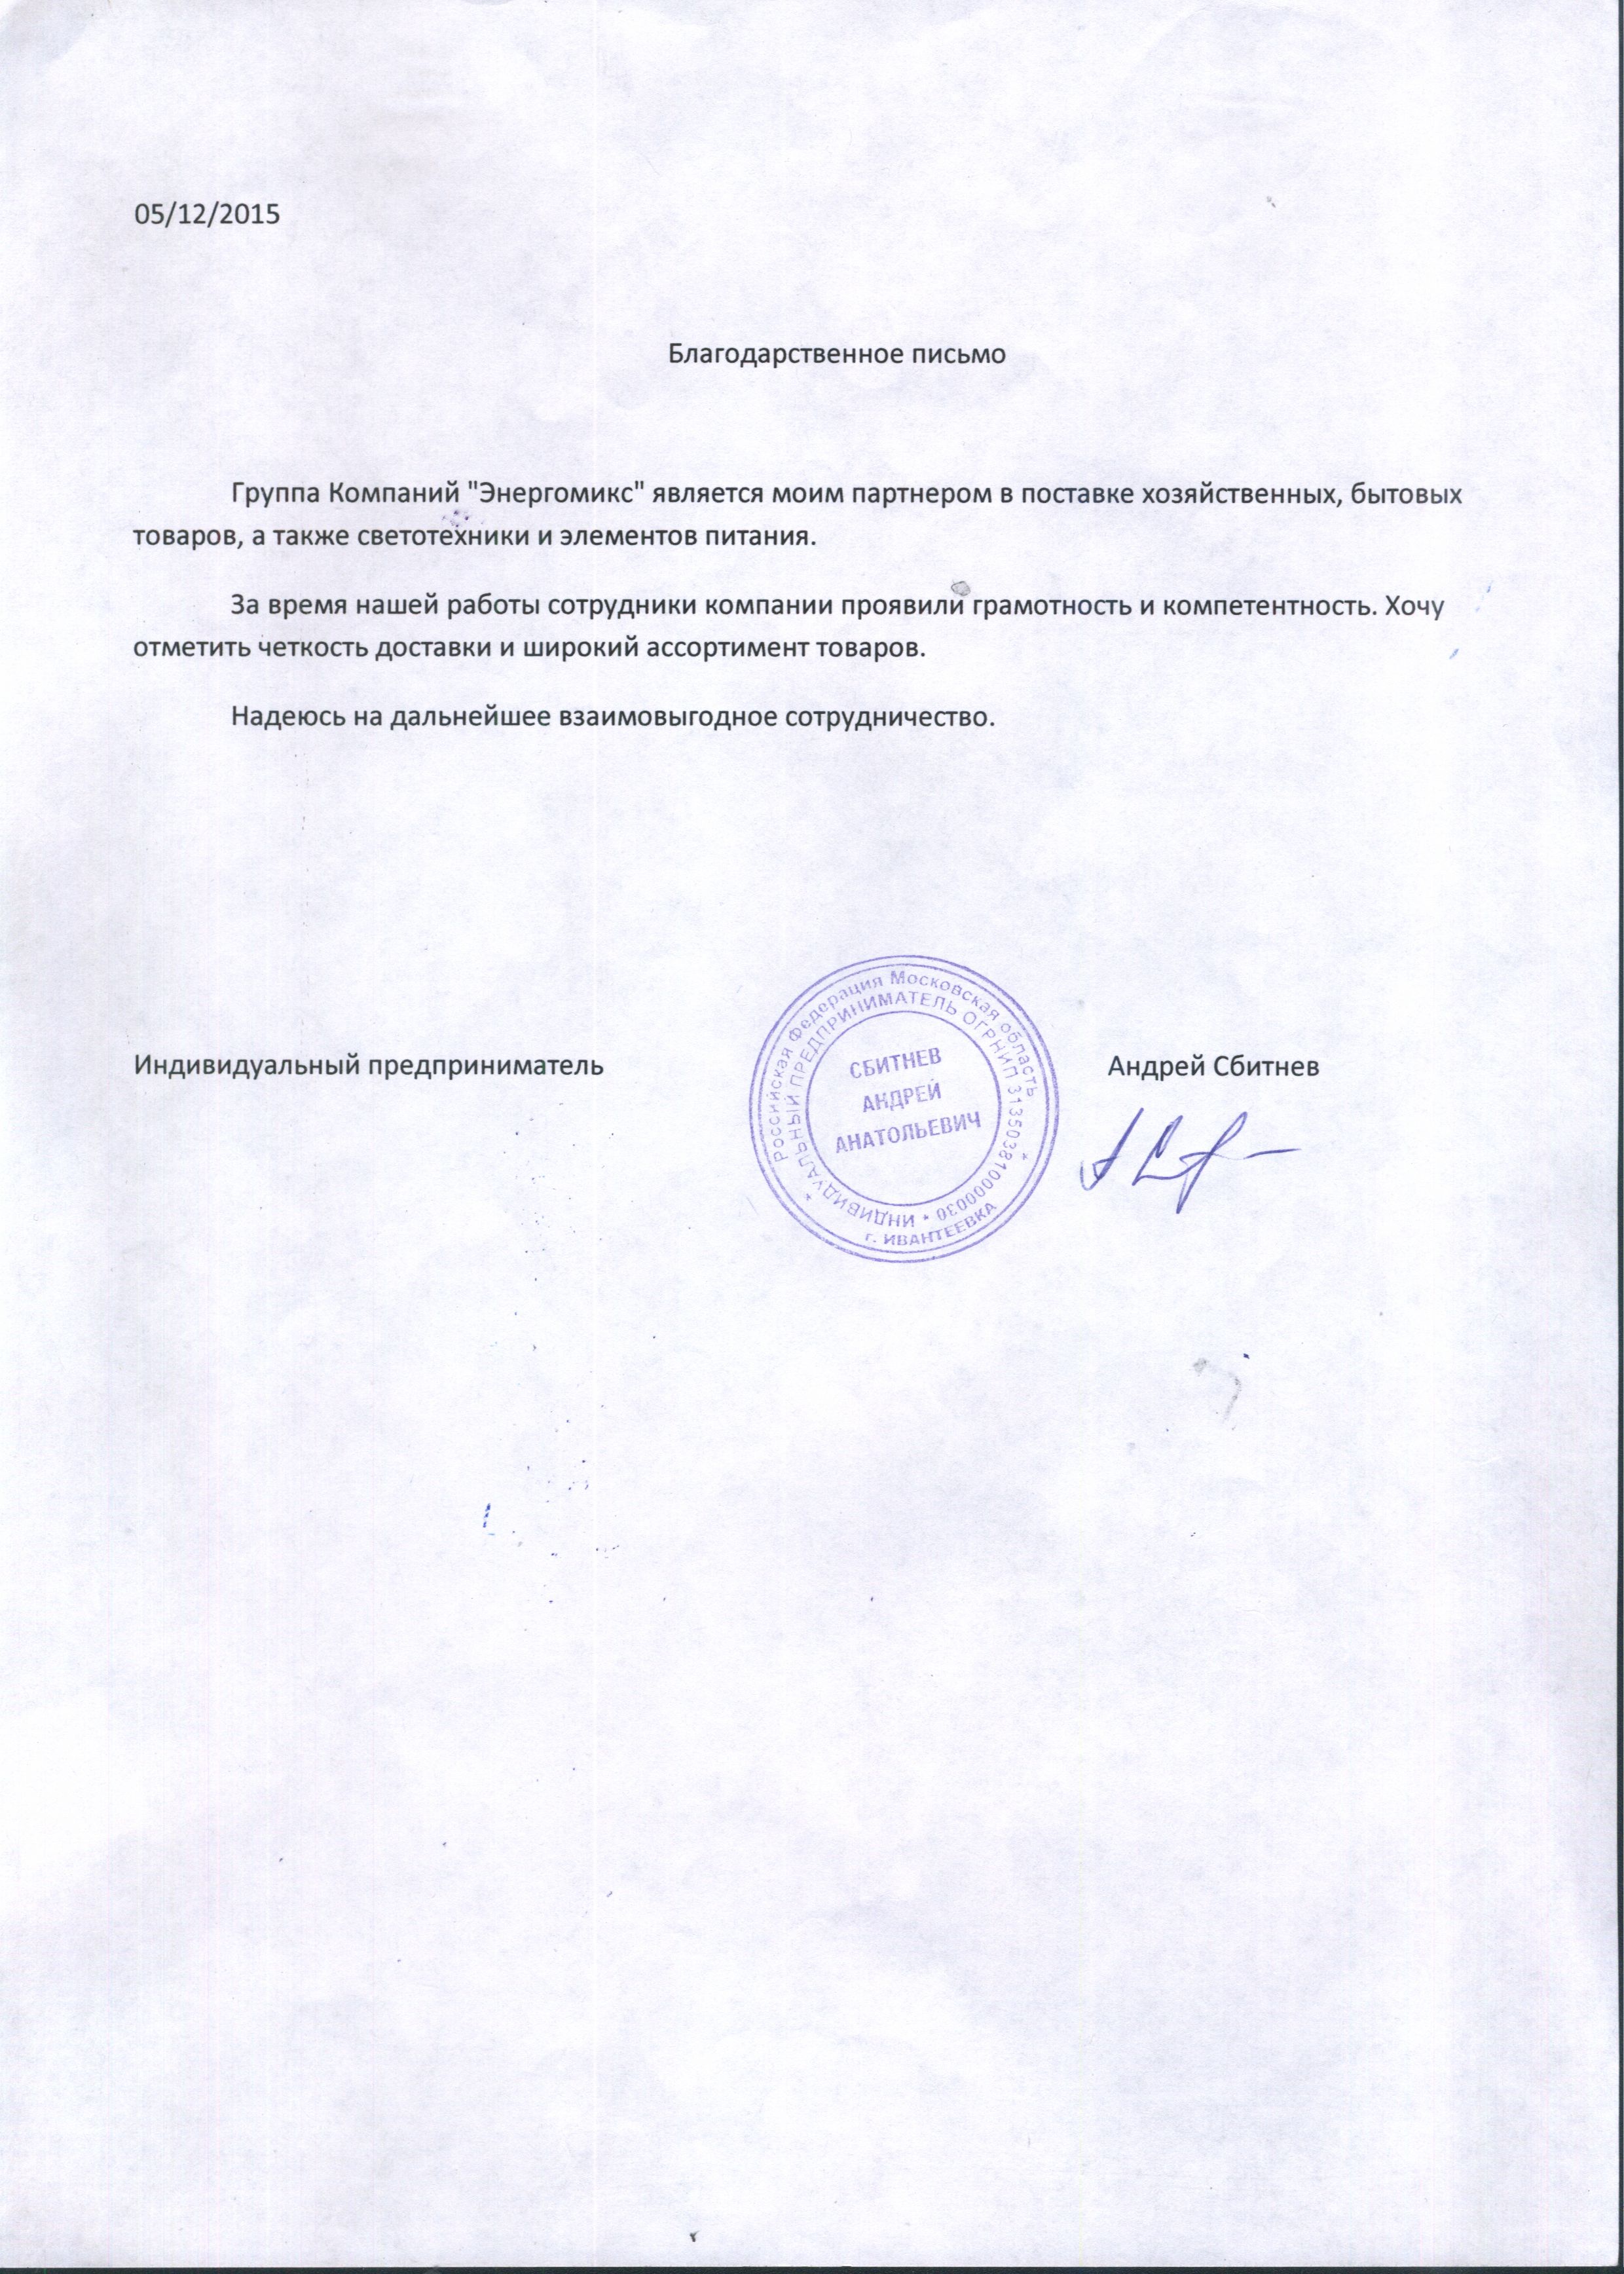 05/12/2015
Благодарственное письмо
Группа Компаний "Энергомикс" является моим партнером в поставке хозяйственных, бытовых
товаров, а также светотехники и элементов питания.
За время нашей работы сотрудники компании проявили грамотность и компетентность. Хочу
отметить четкость доставки и широкий ассортимент товаров.
Надеюсь на дальнейшее взаимовыгодное сотрудничество.
Индивидуальный предприниматель
Российская Федерация Московская область
* ИНДИВИДУАЛЬНЫЙ ПРЕДПРИНИМАТЕЛЬ ОГРНИП 313503810000030 *
г. ИВАНТЕЕВКА
СБИТНЕВ
АНДРЕЙ
АНАТОЛЬЕВИЧ
Андрей Сбитнев